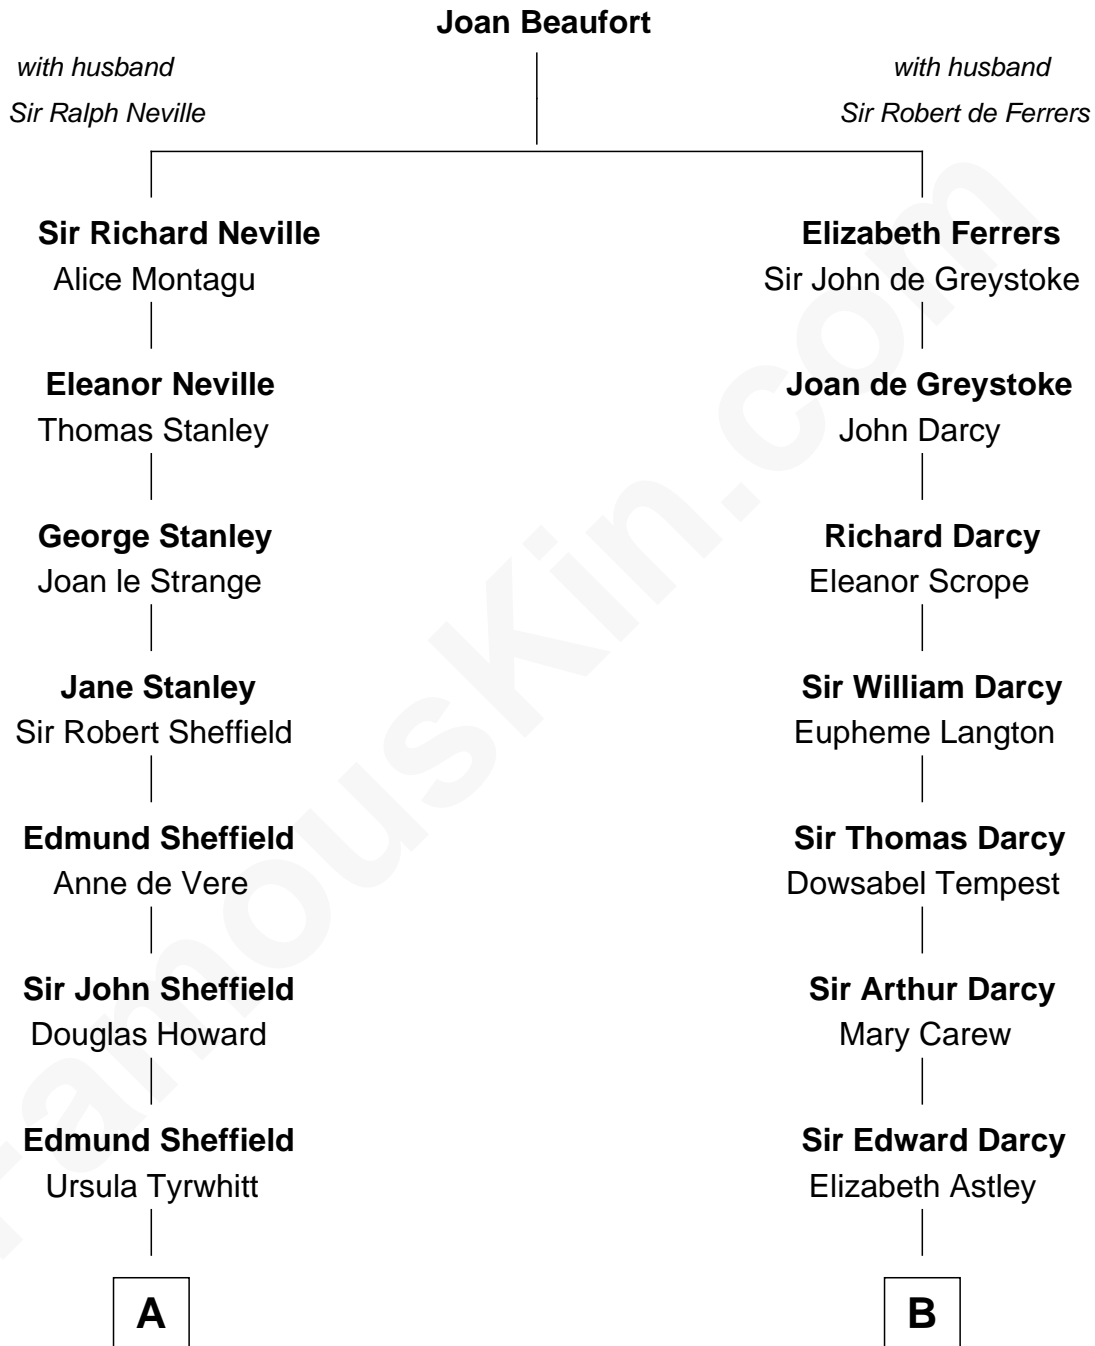 Joan Beaufort
with husband
Sir Ralph Neville
with husband
Sir Robert de Ferrers
Sir Richard Neville
Alice Montagu
Elizabeth Ferrers
Sir John de Greystoke
Eleanor Neville
Thomas Stanley
Joan de Greystoke
John Darcy
George Stanley
Joan le Strange
Richard Darcy
Eleanor Scrope
Jane Stanley
Sir Robert Sheffield
Sir William Darcy
Eupheme Langton
Edmund Sheffield
Anne de Vere
Sir Thomas Darcy
Dowsabel Tempest
Sir John Sheffield
Douglas Howard
Sir Arthur Darcy
Mary Carew
Edmund Sheffield
Ursula Tyrwhitt
Sir Edward Darcy
Elizabeth Astley
A
B
FamousKin.com